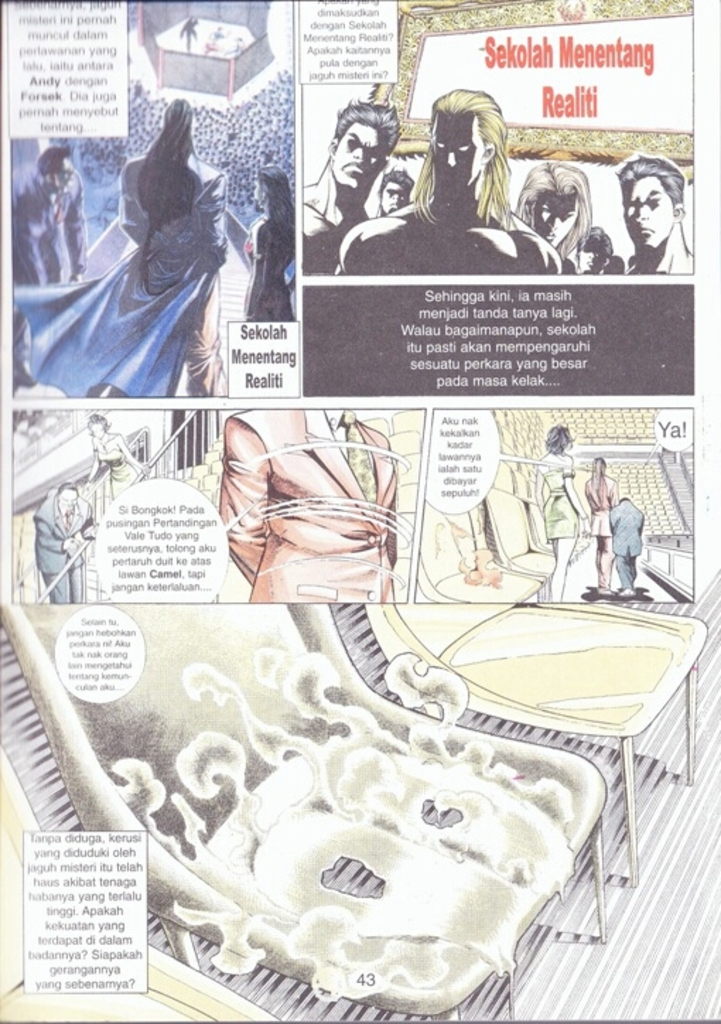 Sebenarnya, jaguh
misteri ini pernah
muncul dalam
perlawanan yang
lalu, iaitu antara
Andy dengan
Forsek. Dia juga
pernah menyebut
tentang....
Sekolah
Menentang
Realiti
Apakah
dimaksudkan
dengan Sekolah
Menentang Realiti?
Apakah kaitannya
pula dengan
jaguh misteri ini?
Sekolah Menentang
Realiti
Sehingga kini, ia masih
menjadi tanda tanya lagi.
Walau bagaimanapun, sekolah
itu pasti akan mempengaruhi
sesuatu perkara yang besar
pada masa kelak....
Si Bongkok! Pada
pusingan Pertandingan
Vale Tudo yang
seterusnya, tolong aku
pertaruh duit ke atas
lawan Camel, tapi
jangan keterlaluan....
Aku nak
kekalkan
kadar
lawannya
ialah satu
dibayar
sepuluh!
Ya!
Selain tu,
jangan hebohkan
perkara ni! Aku
tak nak orang
lain mengetahui
tentang kemun-
culan aku....
Tanpa diduga, kerusi
yang diduduki oleh
jaguh misteri itu telah
haus akibat tenaga
habanya yang terlalu
tinggi. Apakah
kekuatan yang
terdapat di dalam
badannya? Siapakah
gerangannya
yang sebenarnya?
43